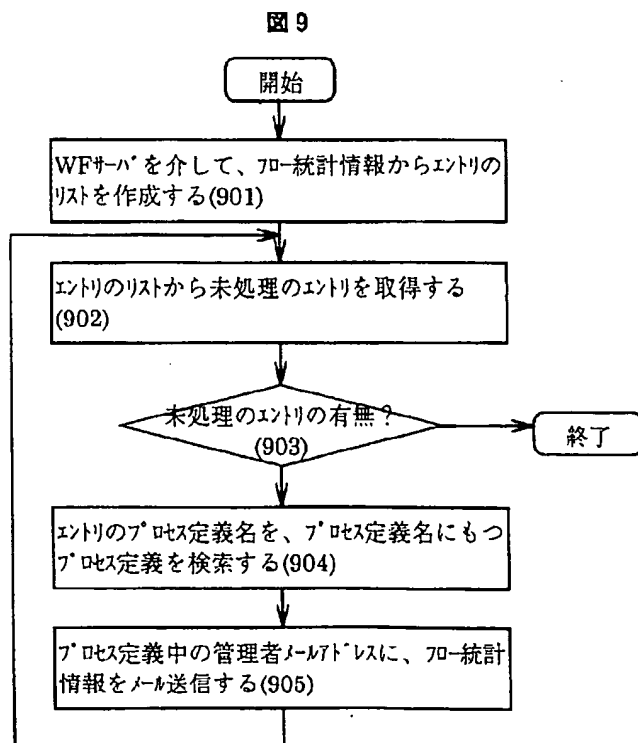 図 9
開始
WFｻｰﾊﾞを介して、ﾌﾛｰ統計情報からｴﾝﾄﾘの
ﾘｽﾄを作成する(901)
ｴﾝﾄﾘのﾘｽﾄから未処理のｴﾝﾄﾘを取得する
(902)
未処理のｴﾝﾄﾘの有無？
(903)
終了
ｴﾝﾄﾘのﾌﾟﾛｾｽ定義名を、ﾌﾟﾛｾｽ定義名にもつ
ﾌﾟﾛｾｽ定義を検索する(904)
ﾌﾟﾛｾｽ定義中の管理者ﾒｰﾙｱﾄﾞﾚｽに、ﾌﾛｰ統計
情報をﾒｰﾙ送信する(905)